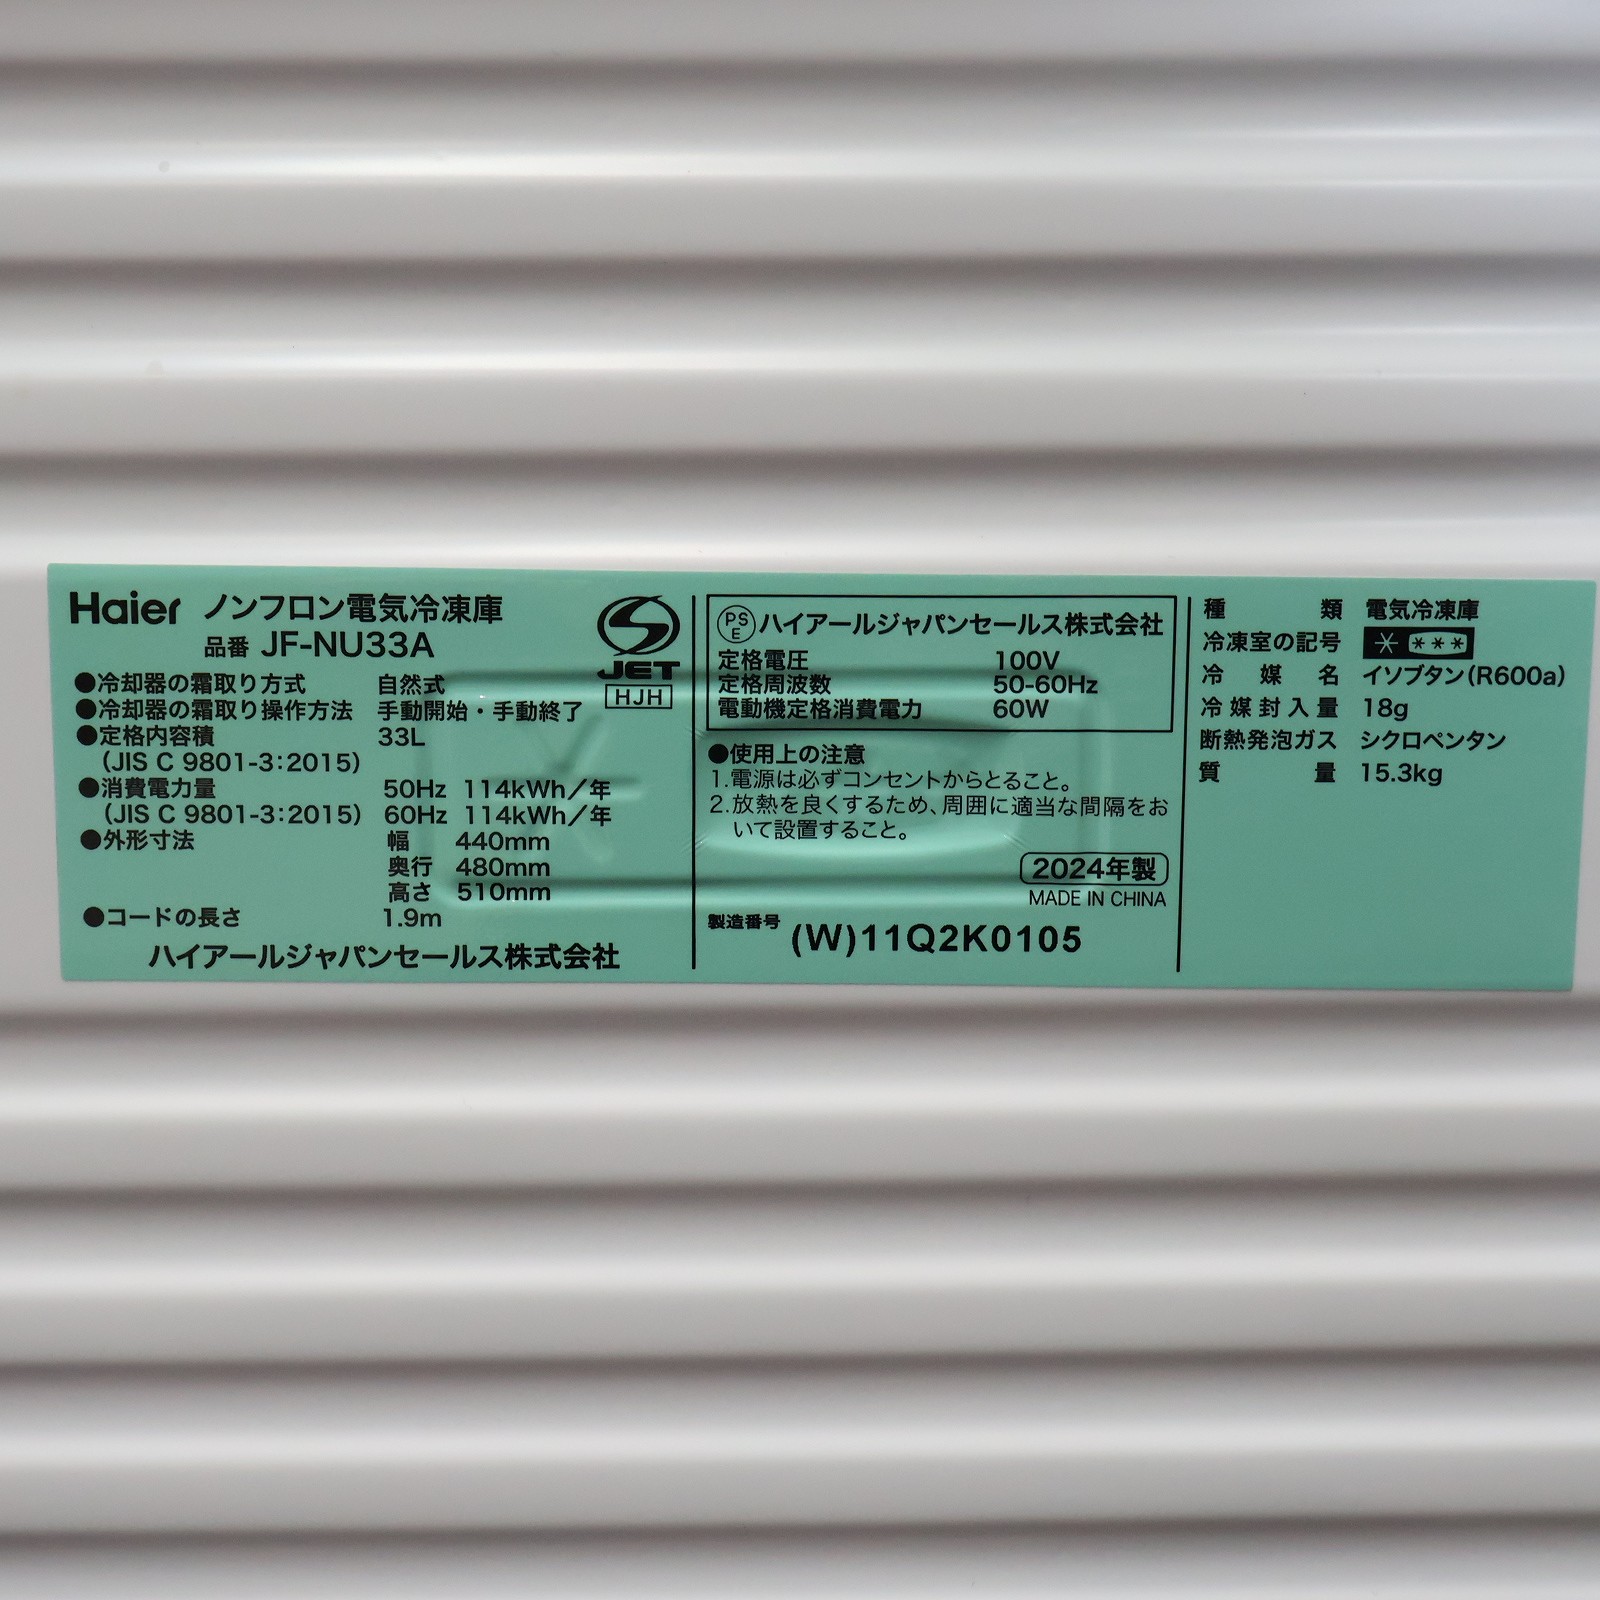 Haier ノンフロン電気冷凍庫
品番 JF-NU33A
JET
HJH
●冷却器の霜取り方式 自然式
●冷却器の霜取り操作方法 手動開始・手動終了
●定格内容積 33L
(JIS C 9801-3:2015)
●消費電力量 50Hz 114kWh／年
(JIS C 9801-3:2015) 60Hz 114kWh／年
●外形寸法 幅 440mm
奥行 480mm
高さ 510mm
●コードの長さ 1.9m
ハイアールジャパンセールス株式会社
PS
E
ハイアールジャパンセールス株式会社
定格電圧 100V
定格周波数 50-60Hz
電動機定格消費電力 60W
●使用上の注意
1.電源は必ずコンセントからとること。
2.放熱を良くするため、周囲に適当な間隔をお
いて設置すること。
2024年製
MADE IN CHINA
製造番号 (W)11Q2K0105
種類 電気冷凍庫
冷凍室の記号 * ***
冷媒名 イソブタン(R600a)
冷媒封入量 18g
断熱発泡ガス シクロペンタン
質量 15.3kg